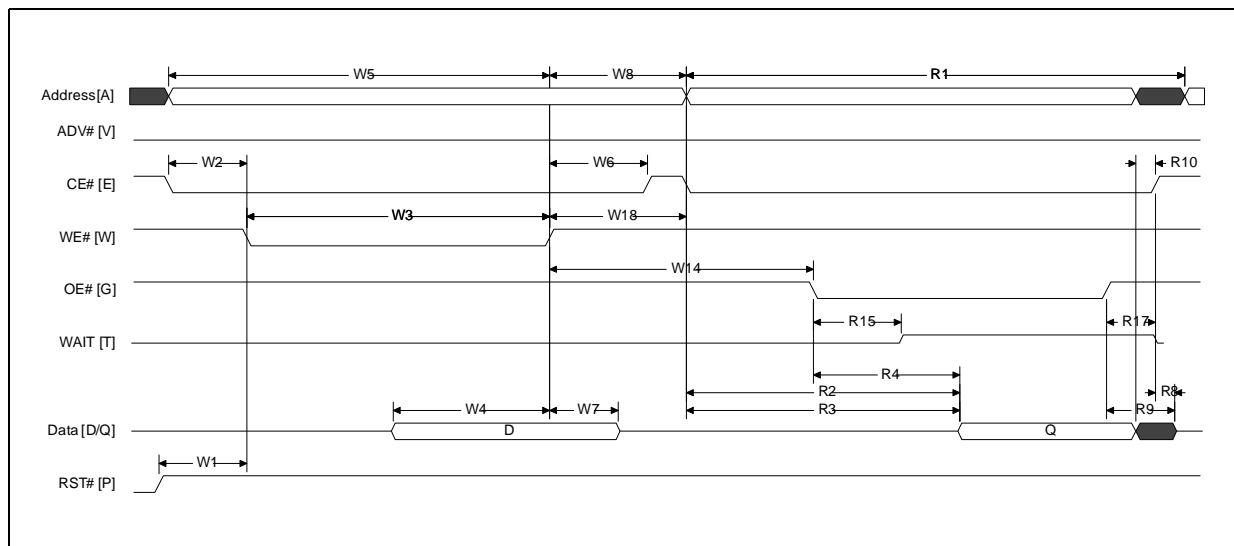 W5 W8 R1
Address [A]
ADV# [V]
W2 W6 R10
CE# [E]
W3 W18
WE# [W]
W14
OE# [G]
R15 R17
WAIT [T]
R4
R2 R8
W4 W7 R3 R9
Data [D/Q] D Q
W1
RST# [P]